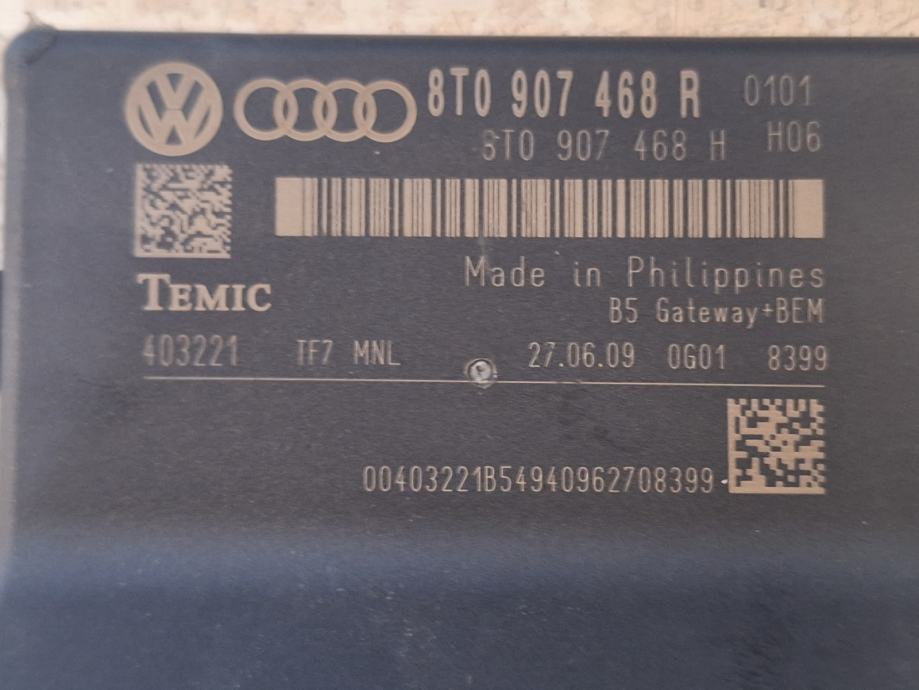 8T0 907 468 R 0101
8T0 907 468 H H06
TEMIC
Made in Philippines
B5 Gateway+BEM
403221 TF7 MNL 27.06.09 0G01 8399
00403221B54940962708399